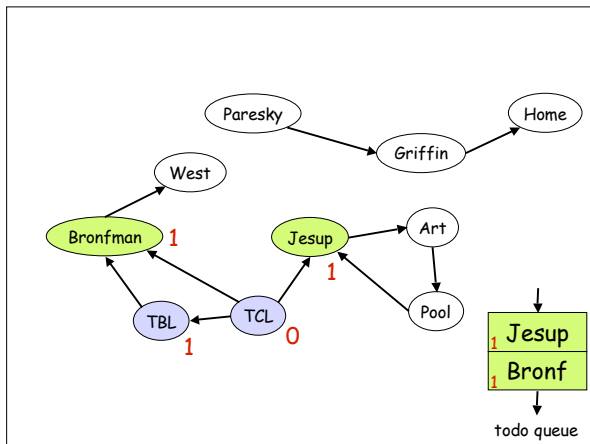 Paresky
Home
Griffin
West
Bronfman
1
Jesup
1
Art
Pool
TBL
1
TCL
0
1 Jesup
1 Bronf
todo queue